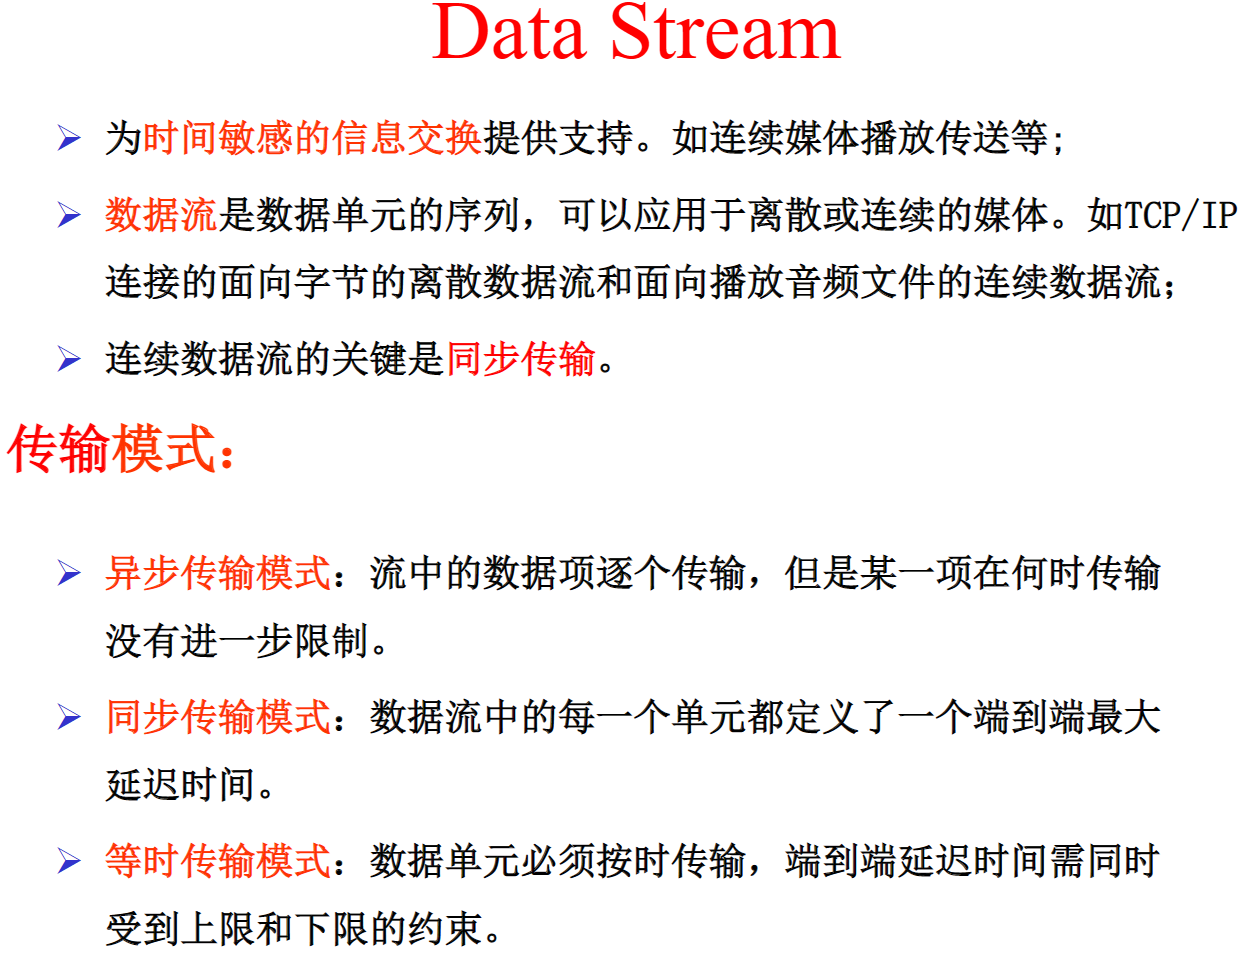 Data Stream
为时间敏感的信息交换提供支持。如连续媒体播放传送等;
数据流是数据单元的序列，可以应用于离散或连续的媒体。如TCP/IP
连接的面向字节的离散数据流和面向播放音频文件的连续数据流；
连续数据流的关键是同步传输。
传输模式：
异步传输模式：流中的数据项逐个传输，但是某一项在何时传输
没有进一步限制。
同步传输模式：数据流中的每一个单元都定义了一个端到端最大
延迟时间。
等时传输模式：数据单元必须按时传输，端到端延迟时间需同时
受到上限和下限的约束。